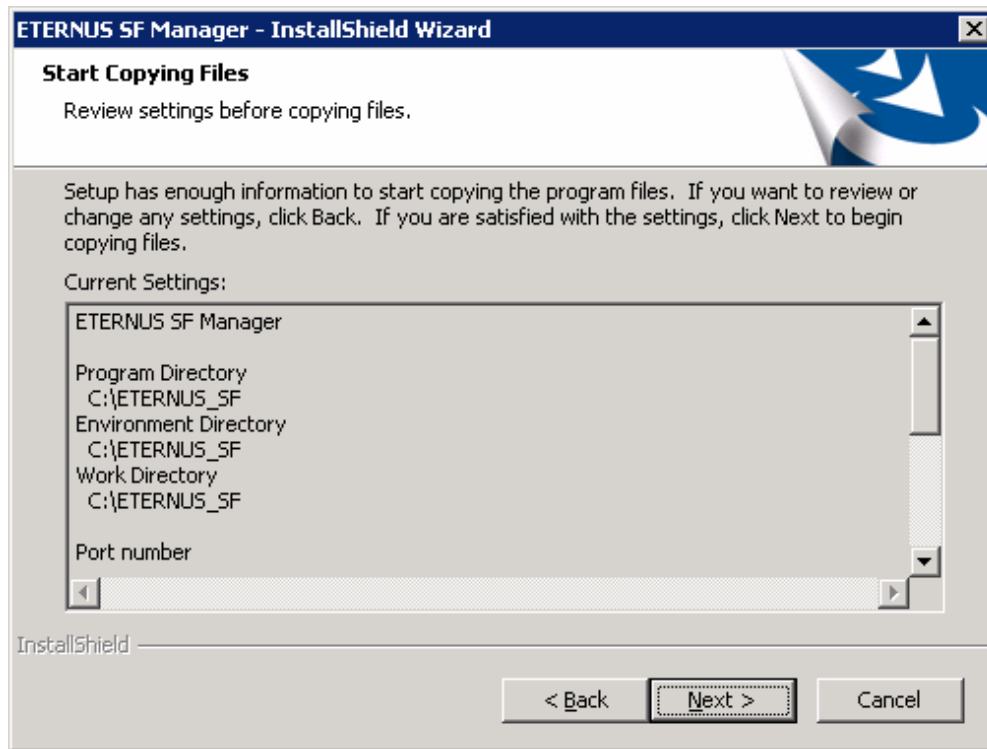 ETERNUS SF Manager - InstallShield Wizard
Start Copying Files
Review settings before copying files.
Setup has enough information to start copying the program files.  If you want to review or
change any settings, click Back.  If you are satisfied with the settings, click Next to begin
copying files.
Current Settings:
ETERNUS SF Manager
Program Directory
C:\ETERNUS_SF
Environment Directory
C:\ETERNUS_SF
Work Directory
C:\ETERNUS_SF
Port number
InstallShield
< Back
Next >
Cancel